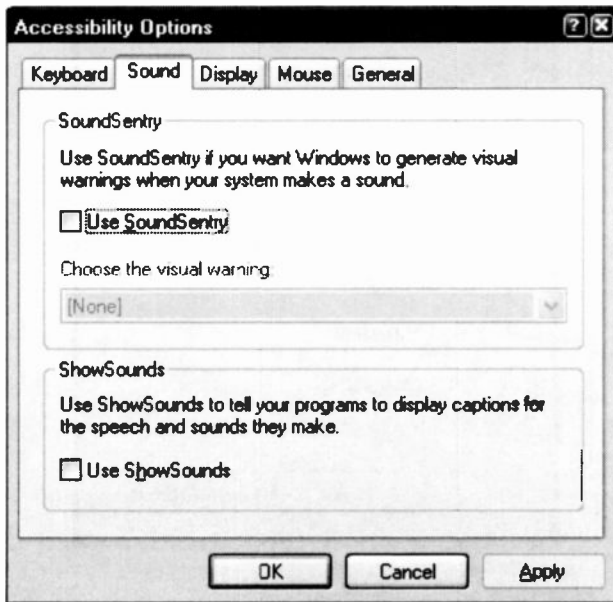 Accessibility Options
Keyboard Sound Display Mouse General
SoundSentry
Use SoundSentry if you want Windows to generate visual
warnings when your system makes a sound.
Use SoundSentry
Choose the visual warning:
[None]
ShowSounds
Use ShowSounds to tell your programs to display captions for
the speech and sounds they make.
Use ShowSounds
OK Cancel Apply